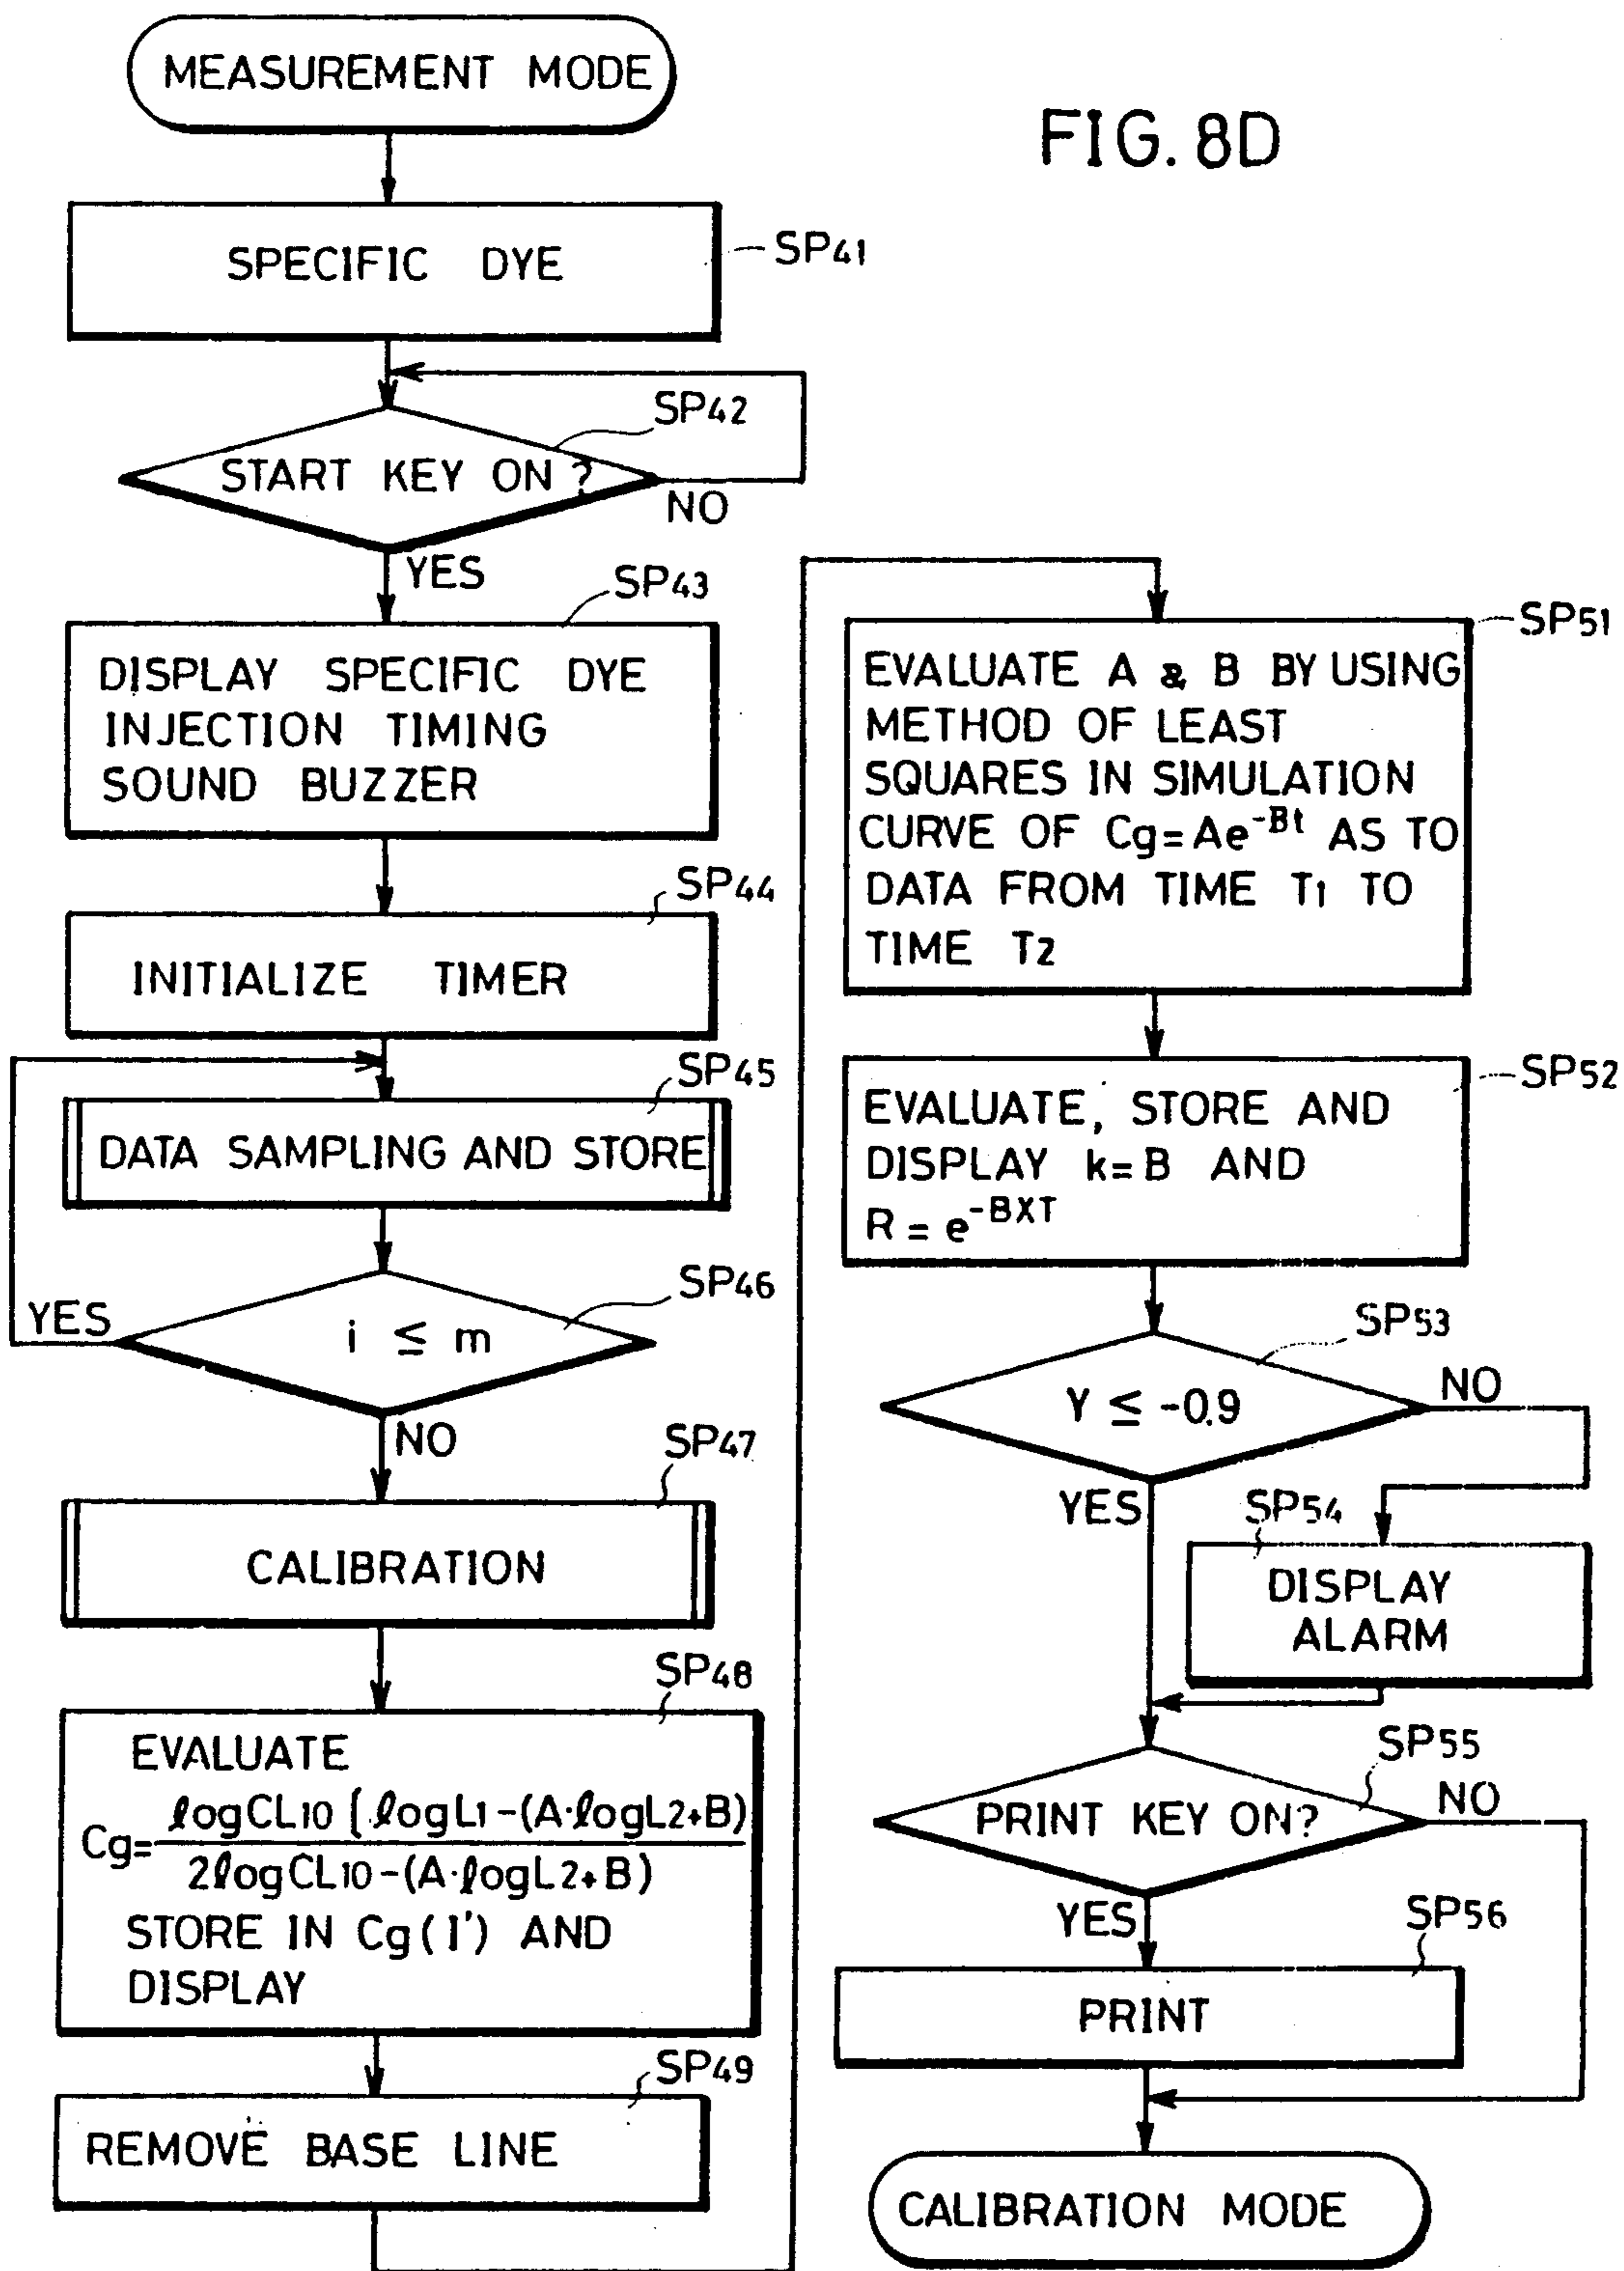 MEASUREMENT MODE
FIG. 8D
SPECIFIC DYE
SP41
SP42
START KEY ON ?
NO
YES
SP43
DISPLAY SPECIFIC DYE
INJECTION TIMING
SOUND BUZZER
SP44
INITIALIZE TIMER
SP45
DATA SAMPLING AND STORE
SP46
YES
i ≤ m
NO
SP47
CALIBRATION
SP48
EVALUATE
Cg= logCL10 [ logL1-(A·logL2+B)
2logCL10-(A·logL2+B)
STORE IN Cg(I') AND
DISPLAY
SP49
REMOVE BASE LINE
SP51
EVALUATE A & B BY USING
METHOD OF LEAST
SQUARES IN SIMULATION
CURVE OF Cg=Ae^-Bt AS TO
DATA FROM TIME T1 TO
TIME T2
SP52
EVALUATE, STORE AND
DISPLAY k=B AND
R=e^-BXT
SP53
Y ≤ -0.9
NO
YES
SP54
DISPLAY
ALARM
SP55
PRINT KEY ON?
NO
YES
SP56
PRINT
CALIBRATION MODE